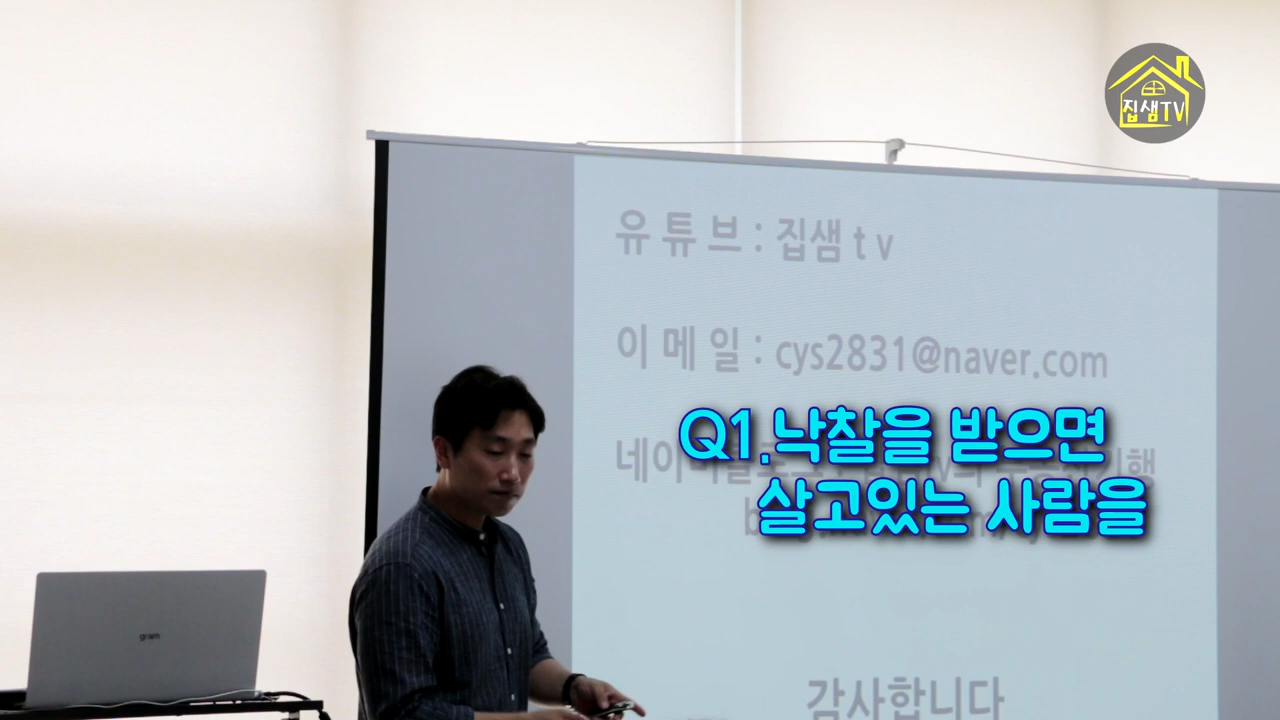 집샘TV
유튜브 : 집샘 tv
이메일 : cys2831@naver.com
Q1.낙찰을 받으면
살고있는 사람을
감사합니다
gram